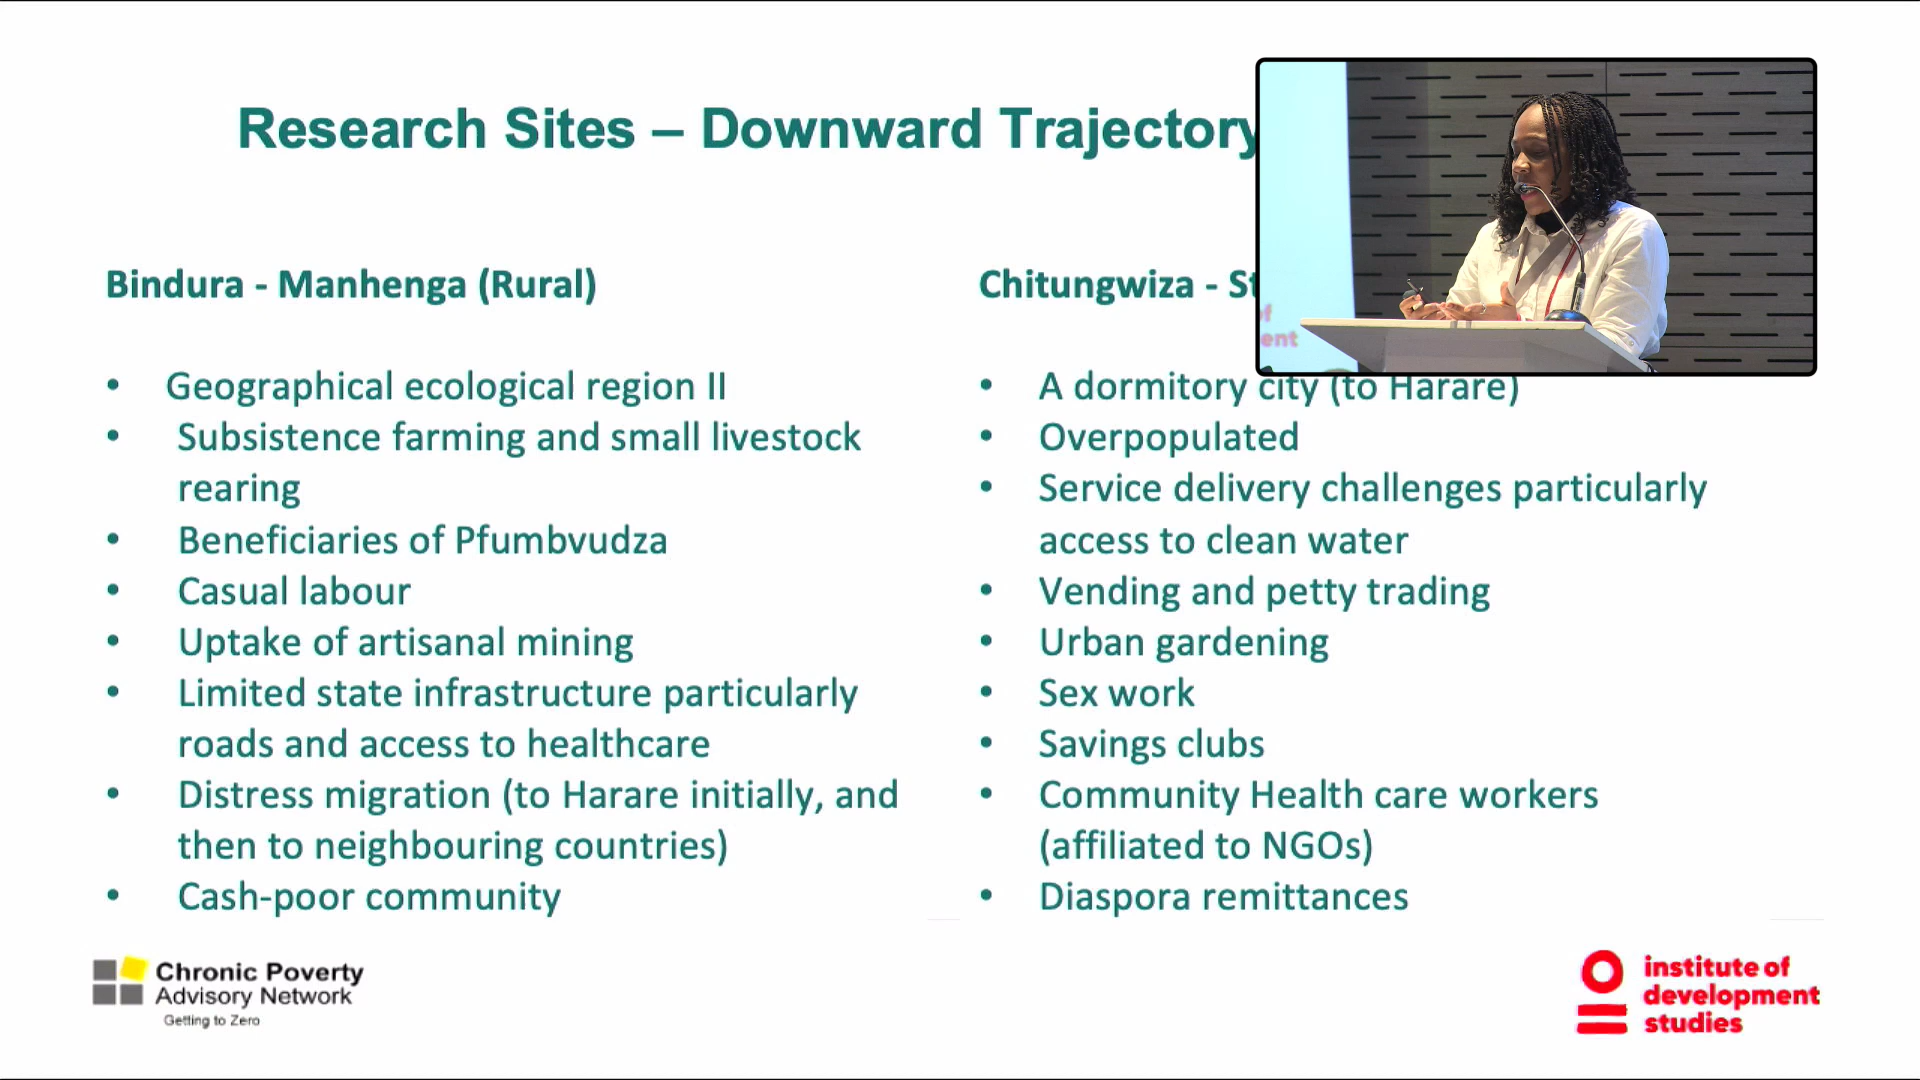 Research Sites – Downward Trajectory
Bindura - Manhenga (Rural)
• Geographical ecological region II
• Subsistence farming and small livestock
rearing
• Beneficiaries of Pfumbvudza
• Casual labour
• Uptake of artisanal mining
• Limited state infrastructure particularly
roads and access to healthcare
• Distress migration (to Harare initially, and
then to neighbouring countries)
• Cash-poor community
Chitungwiza -
• A dormitory city (to Harare)
• Overpopulated
• Service delivery challenges particularly
access to clean water
• Vending and petty trading
• Urban gardening
• Sex work
• Savings clubs
• Community Health care workers
(affiliated to NGOs)
• Diaspora remittances
Chronic Poverty
Advisory Network
Getting to Zero
institute of
development
studies